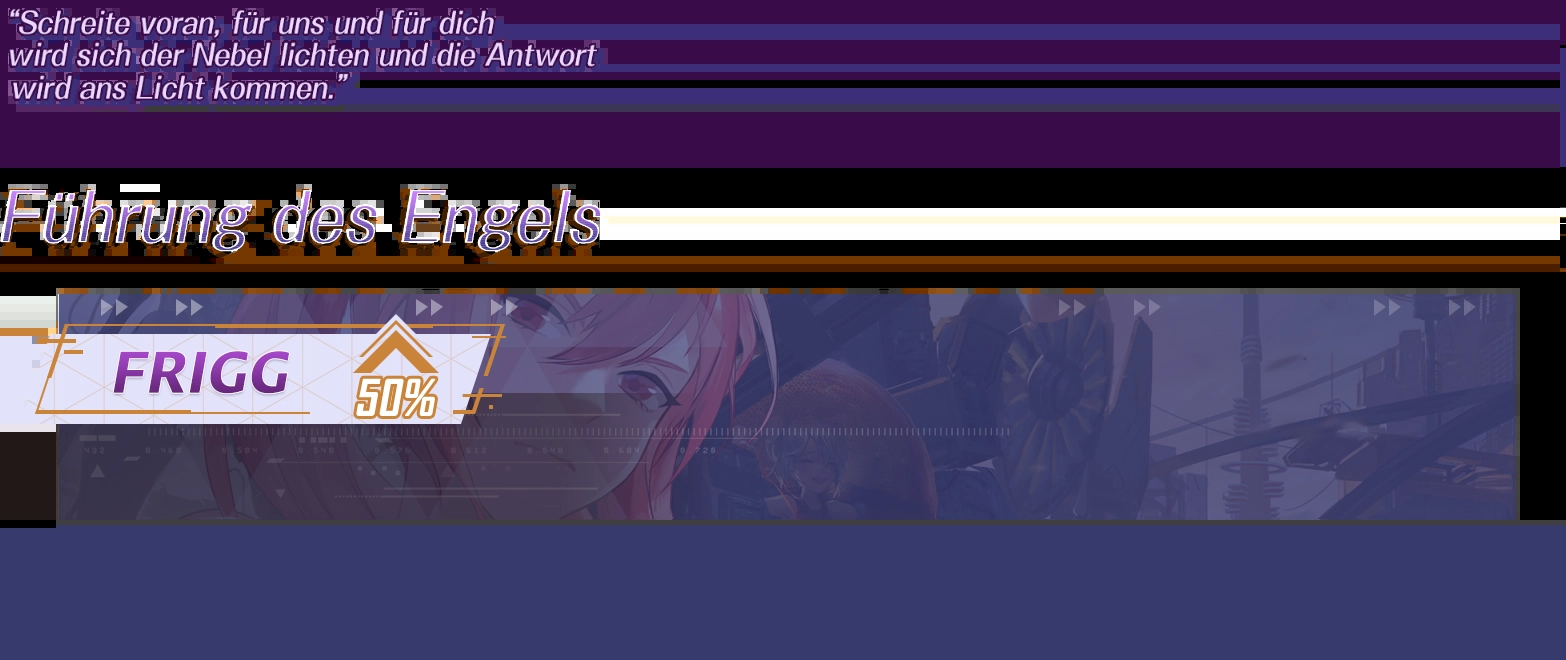 “Schreite voran, für uns und für dich
wird sich der Nebel lichten und die Antwort
wird ans Licht kommen.”
Führung des Engels
FRIGG
50%